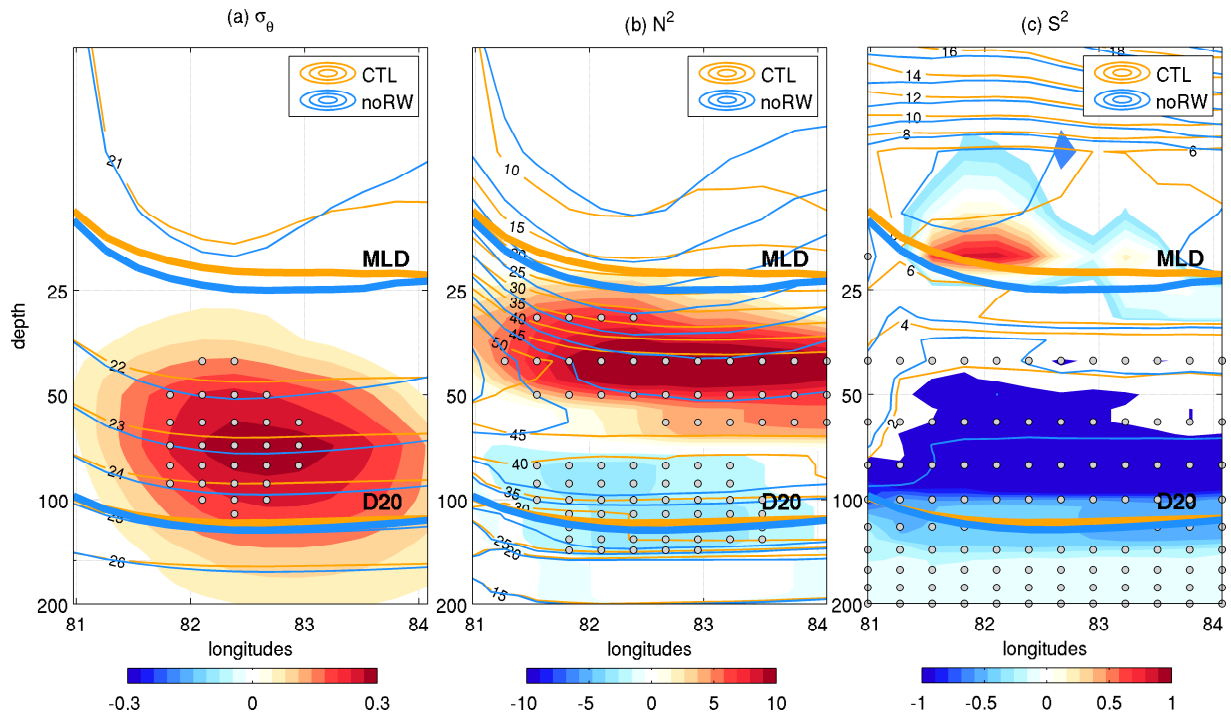 (a) σθ
CTL
noRW
21
MLD
22
23
24
25
26
D20
25
50
100
200
depth
81 82 83 84
longitudes
-0.3 0 0.3
(b) N²
CTL
noRW
10
15
20
25
30
35
40
45
50
MLD
45
40
35
30
25
20
15
D20
25
50
100
200
81 82 83 84
longitudes
-10 -5 0 5 10
(c) S²
16
18
14
12
10
8
6
CTL
noRW
MLD
6
4
2
D20
25
50
100
200
81 82 83 84
longitudes
-1 -0.5 0 0.5 1